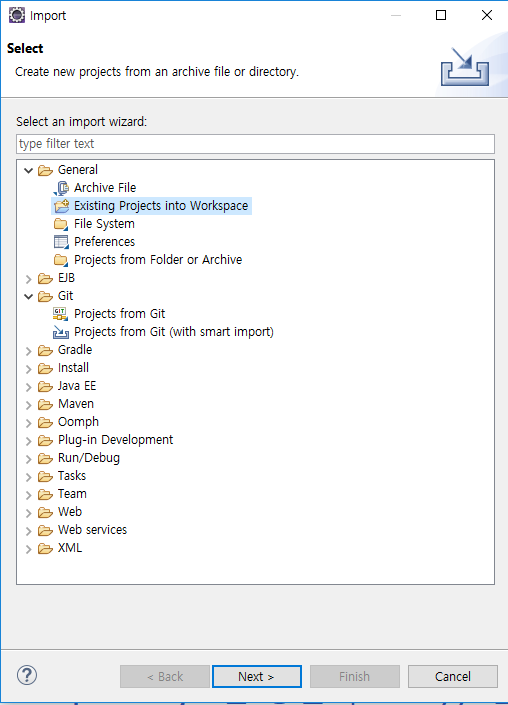 Import
Select
Create new projects from an archive file or directory.
Select an import wizard:
type filter text
General
Archive File
Existing Projects into Workspace
File System
Preferences
Projects from Folder or Archive
EJB
Git
GIT
Projects from Git
Projects from Git (with smart import)
Gradle
Install
Java EE
Maven
Oomph
Plug-in Development
Run/Debug
Tasks
Team
Web
Web services
XML
?
< Back
Next >
Finish
Cancel